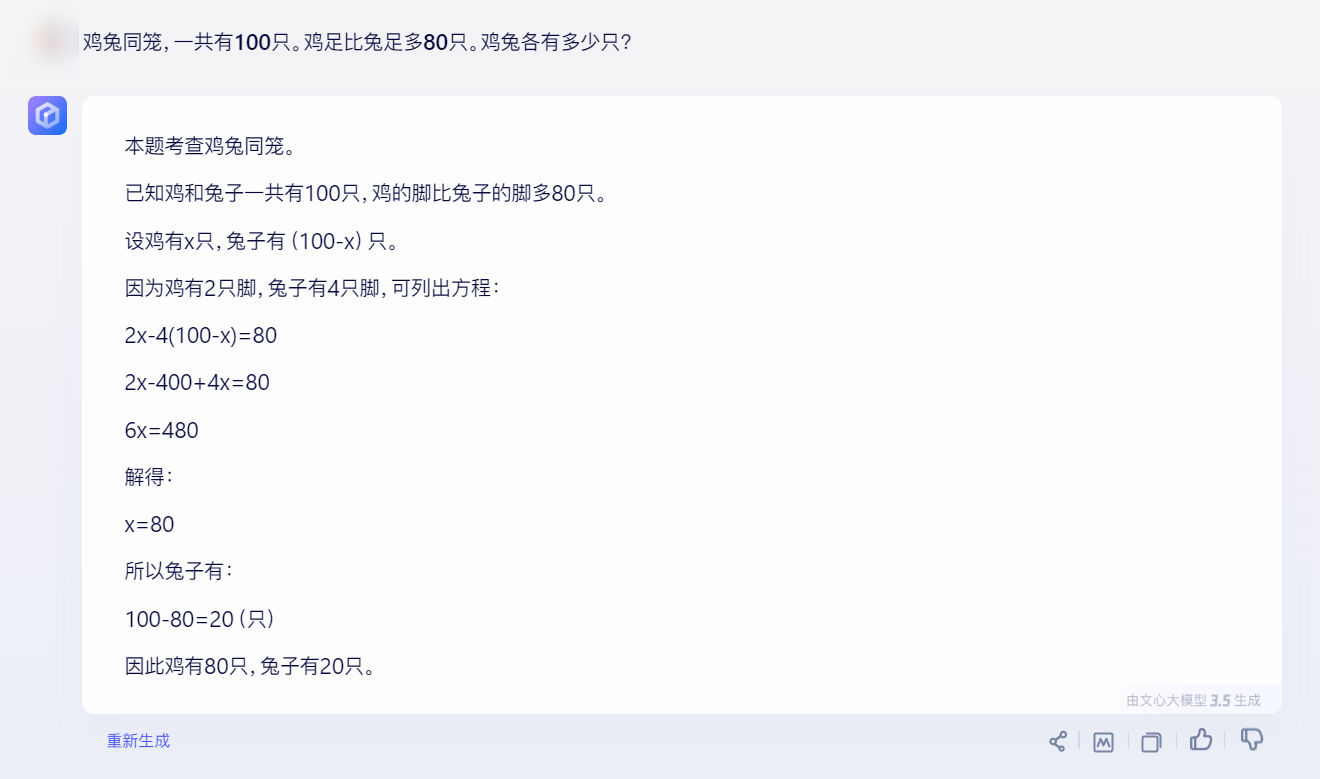 鸡兔同笼，一共有100只。鸡足比兔足多80只。鸡兔各有多少只？
本题考查鸡兔同笼。
已知鸡和兔子一共有100只，鸡的脚比兔子的脚多80只。
设鸡有x只，兔子有（100-x）只。
因为鸡有2只脚，兔子有4只脚，可列出方程：
2x-4(100-x)=80
2x-400+4x=80
6x=480
解得：
x=80
所以兔子有：
100-80=20（只）
因此鸡有80只，兔子有20只。
由文心大模型 3.5 生成
重新生成